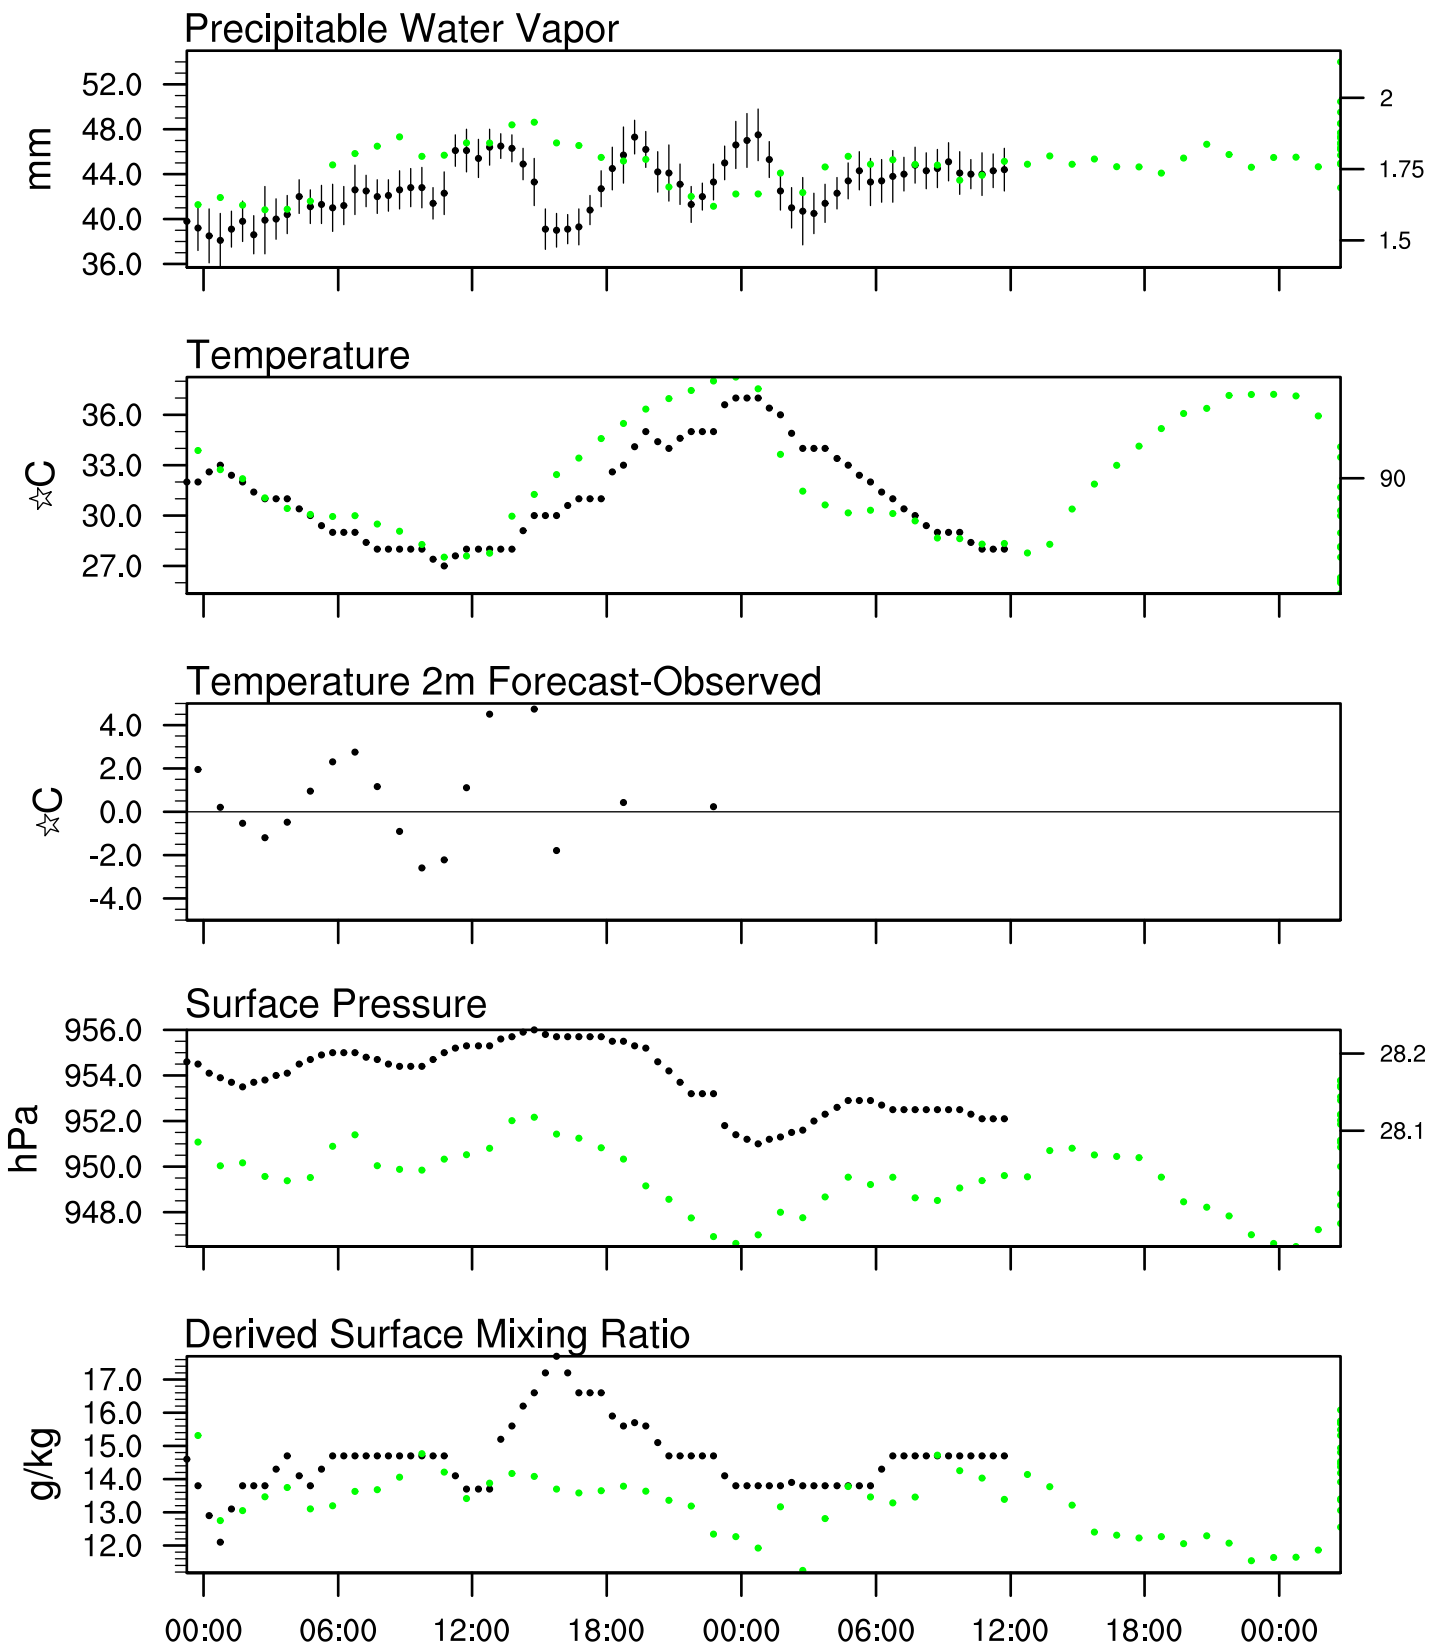 Precipitable Water Vapor
52.0
48.0
44.0
40.0
36.0
mm
2
1.75
1.5
Temperature
36.0
33.0
30.0
27.0
☆C
90
Temperature 2m Forecast-Observed
4.0
2.0
0.0
-2.0
-4.0
☆C
Surface Pressure
956.0
954.0
952.0
950.0
948.0
hPa
28.2
28.1
Derived Surface Mixing Ratio
17.0
16.0
15.0
14.0
13.0
12.0
g/kg
00:00 06:00 12:00 18:00 00:00 06:00 12:00 18:00 00:00